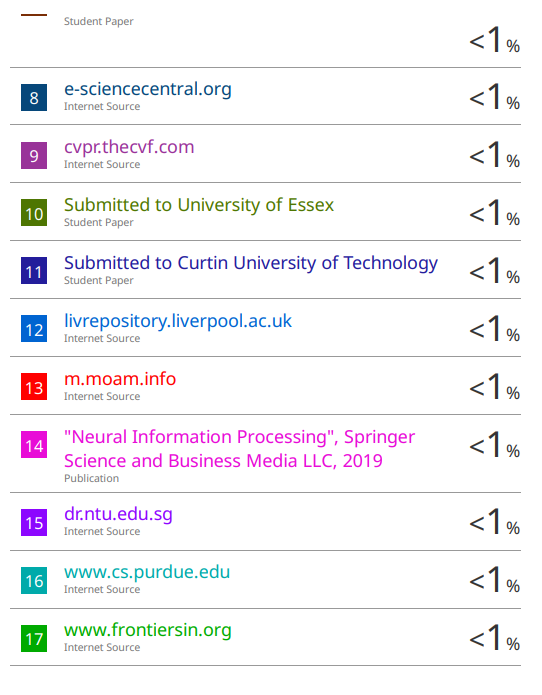 Student Paper
<1%
8
e-sciencecentral.org
Internet Source
<1%
9
cvpr.thecvf.com
Internet Source
<1%
10
Submitted to University of Essex
Student Paper
<1%
11
Submitted to Curtin University of Technology
Student Paper
<1%
12
livrepository.liverpool.ac.uk
Internet Source
<1%
13
m.moam.info
Internet Source
<1%
14
"Neural Information Processing", Springer
Science and Business Media LLC, 2019
Publication
<1%
15
dr.ntu.edu.sg
Internet Source
<1%
16
www.cs.purdue.edu
Internet Source
<1%
17
www.frontiersin.org
Internet Source
<1%